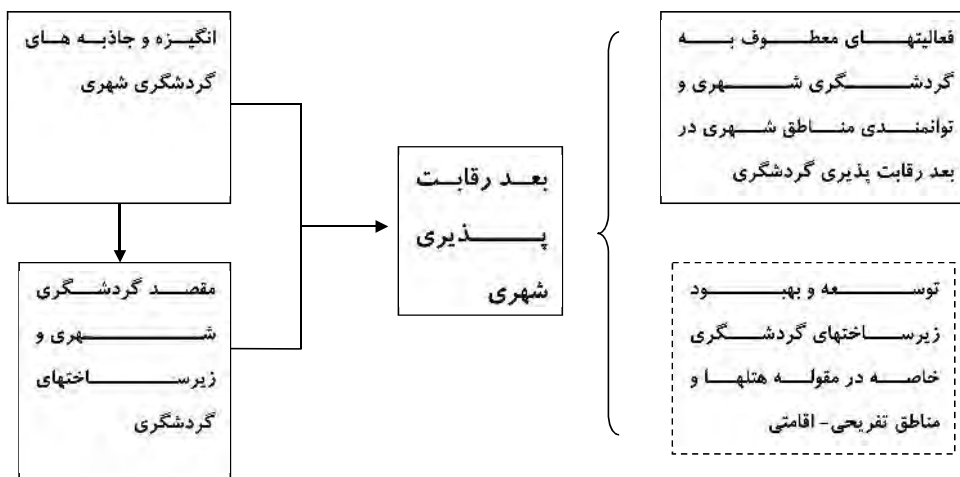 انگیزه و جاذبه های
گردشگری شهری
مقصد گردشگری
شهری و
زیرساختهای
گردشگری
بعد رقابت
پذیری
شهری
فعالیتهای معطوف به
گردشگری شهری و
توانمندی مناطق شهری در
بعد رقابت پذیری گردشگری
توسعه و بهبود
زیرساختهای گردشگری
خاصه در مقوله هتلها و
مناطق تفریحی- اقامتی